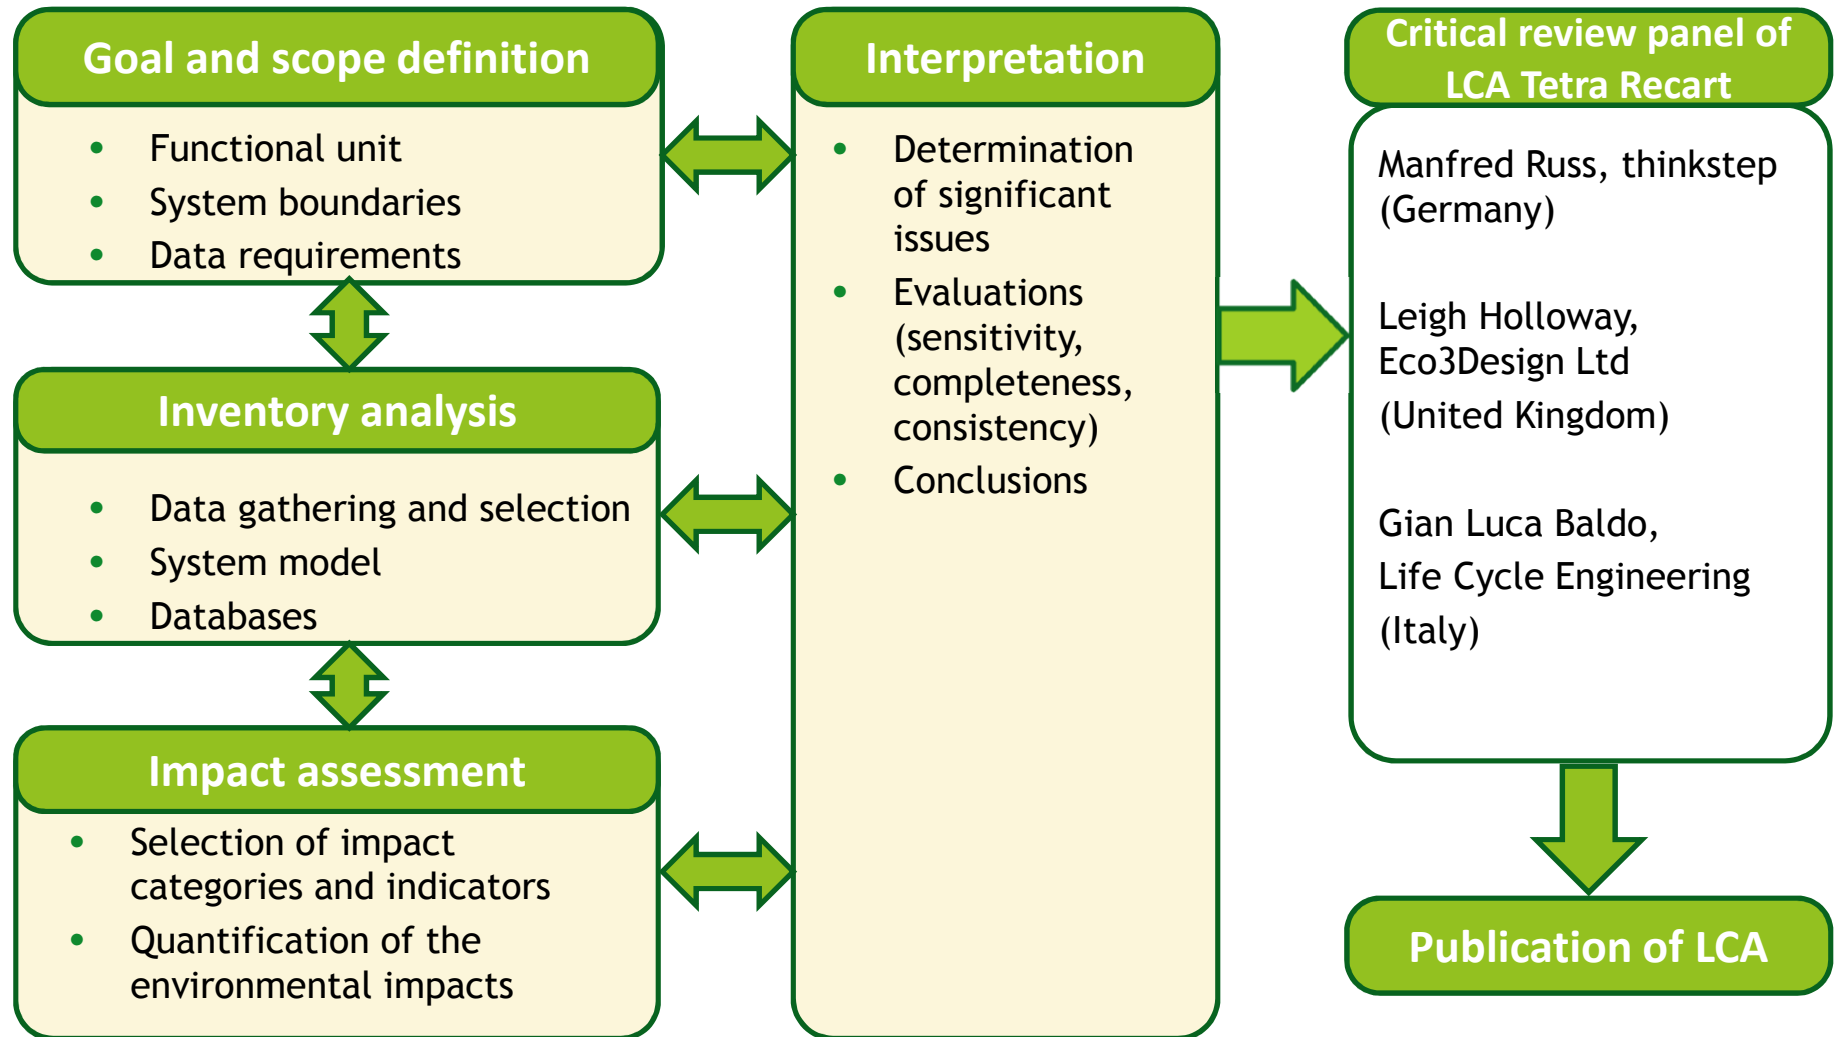 Goal and scope definition
• Functional unit
• System boundaries
• Data requirements
Inventory analysis
• Data gathering and selection
• System model
• Databases
Impact assessment
• Selection of impact
categories and indicators
• Quantification of the
environmental impacts
Interpretation
• Determination
of significant
issues
• Evaluations
(sensitivity,
completeness,
consistency)
• Conclusions
Critical review panel of
LCA Tetra Recart
Manfred Russ, thinkstep
(Germany)
Leigh Holloway,
Eco3Design Ltd
(United Kingdom)
Gian Luca Baldo,
Life Cycle Engineering
(Italy)
Publication of LCA